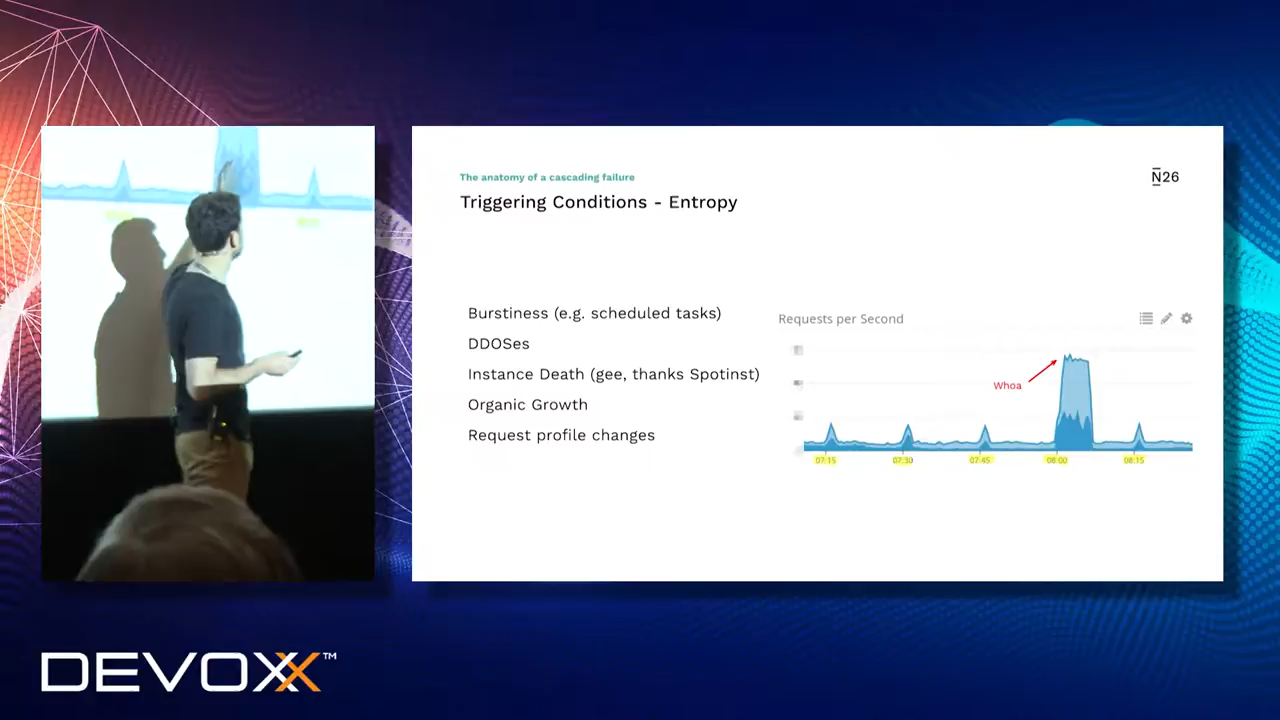 The anatomy of a cascading failure
N26
Triggering Conditions - Entropy
Burstiness (e.g. scheduled tasks)
DDOSes
Instance Death (gee, thanks Spotinst)
Organic Growth
Request profile changes
Requests per Second
Whoa
07:15 07:30 07:45 08:00 08:15
DEVOXX™